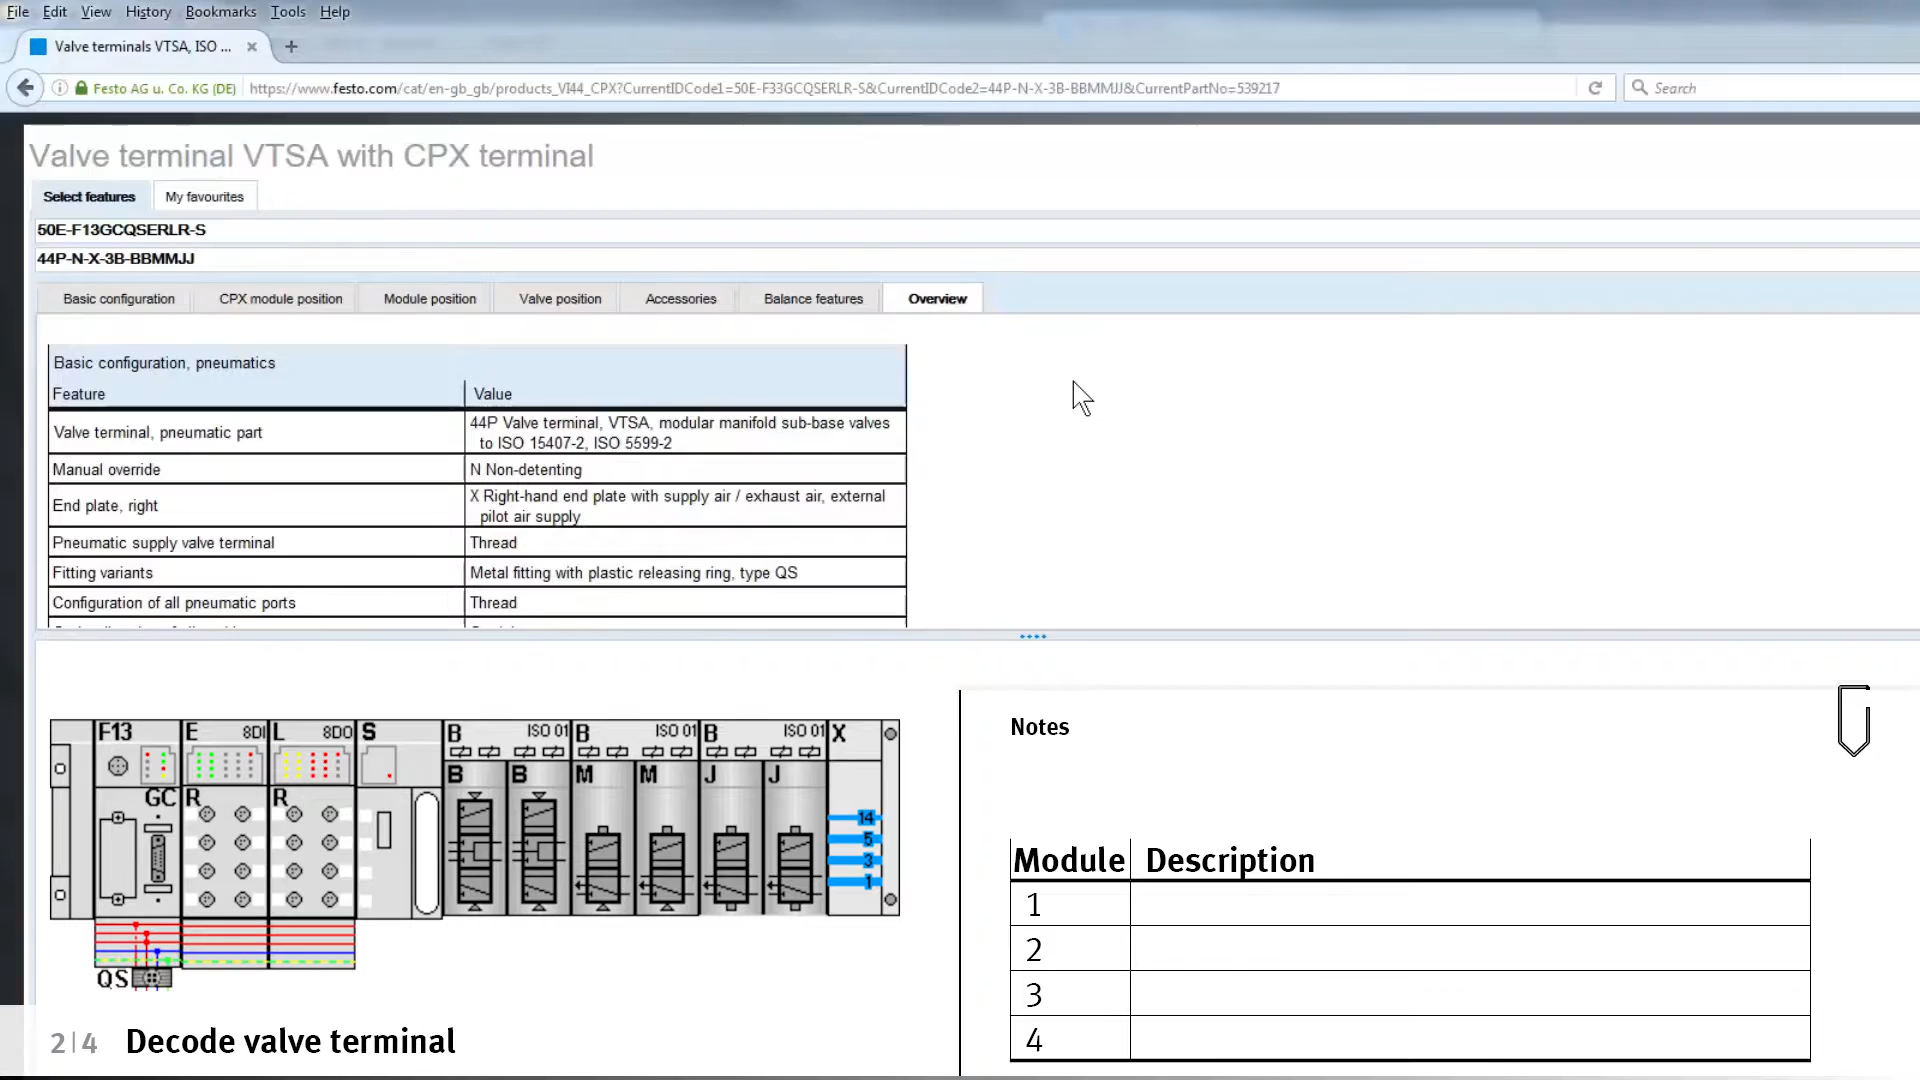 File Edit View History Bookmarks Tools Help
Valve terminals VTSA, ISO ...
Festo AG u. Co. KG (DE) https://www.festo.com/cat/en-gb_gb/products_VI44_CPX?CurrentIDCode1=50E-F13GCQSERLR-S&CurrentIDCode2=44P-N-X-3B-BBMMJJ&CurrentPartNo=539217 Search
Valve terminal VTSA with CPX terminal
Select features My favourites
50E-F13GCQSERLR-S
44P-N-X-3B-BBMMJJ
Basic configuration CPX module position Module position Valve position Accessories Balance features Overview
Basic configuration, pneumatics
Feature Value
Valve terminal, pneumatic part 44P Valve terminal, VTSA, modular manifold sub-base valves
to ISO 15407-2, ISO 5599-2
Manual override N Non-detenting
End plate, right X Right-hand end plate with supply air / exhaust air, external
pilot air supply
Pneumatic supply valve terminal Thread
Fitting variants Metal fitting with plastic releasing ring, type QS
Configuration of all pneumatic ports Thread
Notes
F13 E 8DI L 8DO S B ISO 01 B ISO 01 B ISO 01 X
B B M M J J
GC R R
14
5
3
1
QS
Module Description
1
2
3
4
2|4 Decode valve terminal